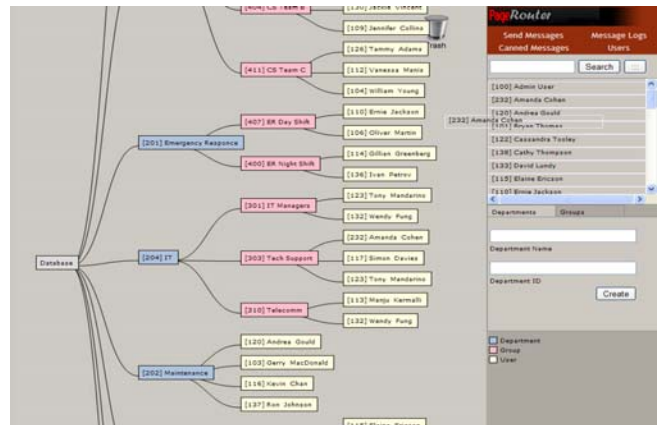 [404] CS Team B
[120] Jackie Vincent
[109] Jennifer Collins
Trash
[411] CS Team C
[126] Tammy Adams
[112] Vanessa Manis
[104] William Young
[407] ER Day Shift
[110] Ernie Jackson
[106] Oliver Martin
[201] Emergency Responce
[400] ER Night Shift
[114] Gillian Greenberg
[136] Ivan Petrov
[301] IT Managers
[123] Tony Mandarino
[132] Wendy Fung
Database
[204] IT
[303] Tech Support
[232] Amanda Cohen
[117] Simon Davies
[123] Tony Mandarino
[310] Telecomm
[113] Manju Karmalli
[132] Wendy Fung
[202] Maintenance
[120] Andrea Gould
[103] Gerry MacDonald
[116] Kevin Chan
[137] Ron Johnson
PageRouter
Send Messages
Message Logs
Canned Messages
Users
Search
[100] Admin User
[232] Amanda Cohen
[120] Andrea Gould
[232] Amanda Cohen
[101] Bryan Thomas
[122] Cassandra Tooley
[138] Cathy Thompson
[133] David Lundy
[115] Elaine Ericson
[110] Ernie Jackson
Departments
Groups
Department Name
Department ID
Create
Department
Group
User